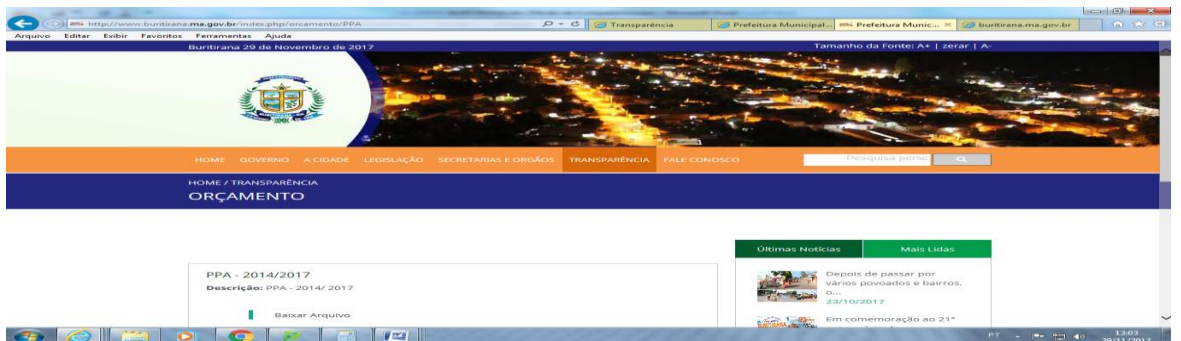 http://www.buritirana.ma.gov.br/index.php/orcamento/PPA
Transparência
Prefeitura Municipal...
Prefeitura Munic...
buritirana.ma.gov.br
Arquivo Editar Exibir Favoritos Ferramentas Ajuda
Buritirana 29 de Novembro de 2017
Tamanho da Fonte: A+ | zerar | A-
HOME GOVERNO A CIDADE LEGISLAÇÃO SECRETARIAS E ORGÃOS TRANSPARÊNCIA FALE CONOSCO
Pesquisa perso
HOME / TRANSPARÊNCIA
ORÇAMENTO
PPA - 2014/2017
Descrição: PPA - 2014/ 2017
Baixar Arquivo
Últimas Notícias
Mais Lidas
Depois de passar por
vários povoados e bairros,
o...
23/10/2017
Em comemoração ao 21°
PT
13:03
29/11/2017